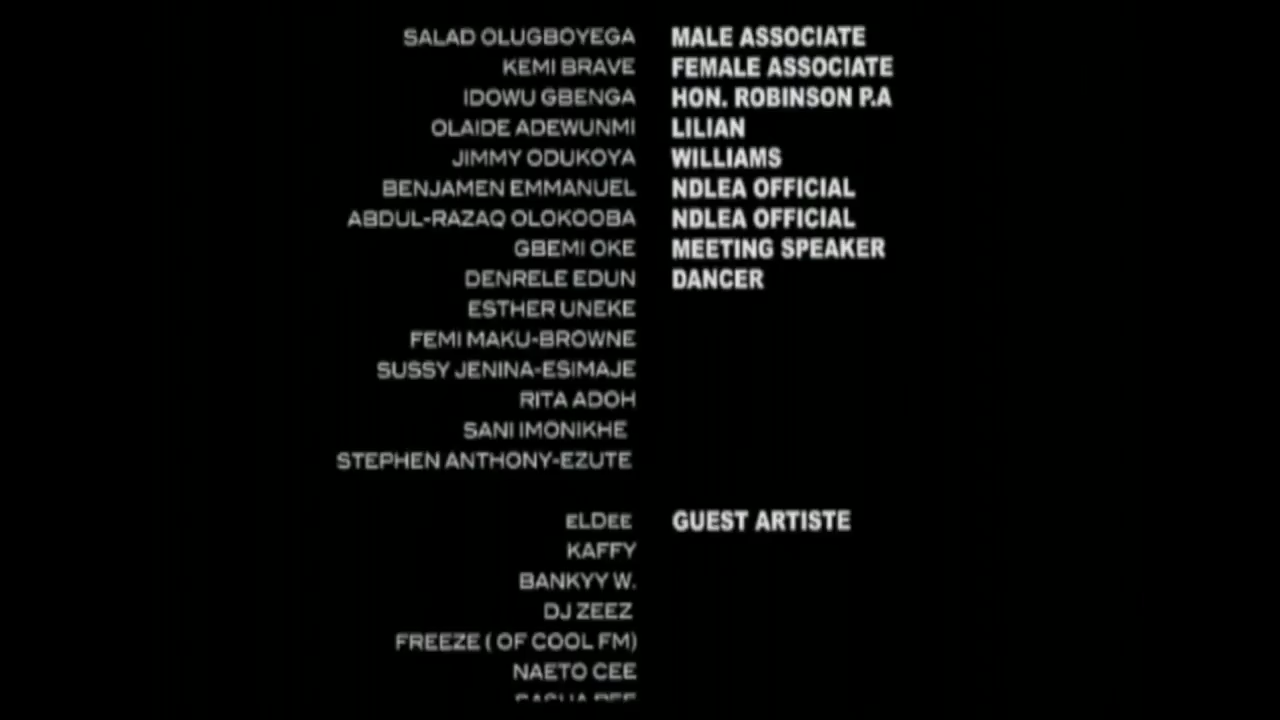 SALAD OLUGBOYEGA MALE ASSOCIATE
KEMI BRAVE FEMALE ASSOCIATE
IDOWU GBENGA HON. ROBINSON P.A
OLAIDE ADEWUNMI LILIAN
JIMMY ODUKOYA WILLIAMS
BENJAMEN EMMANUEL NDLEA OFFICIAL
ABDUL-RAZAQ OLOKOOBA NDLEA OFFICIAL
GBEMI OKE MEETING SPEAKER
DENRELE EDUN DANCER
ESTHER UNEKE
FEMI MAKU-BROWNE
SUSSY JENINA-ESIMAJE
RITA ADOH
SANI IMONIKHE
STEPHEN ANTHONY-EZUTE
eLDEE GUEST ARTISTE
KAFFY
BANKYY W.
DJ ZEEZ
FREEZE ( OF COOL FM)
NAETO CEE